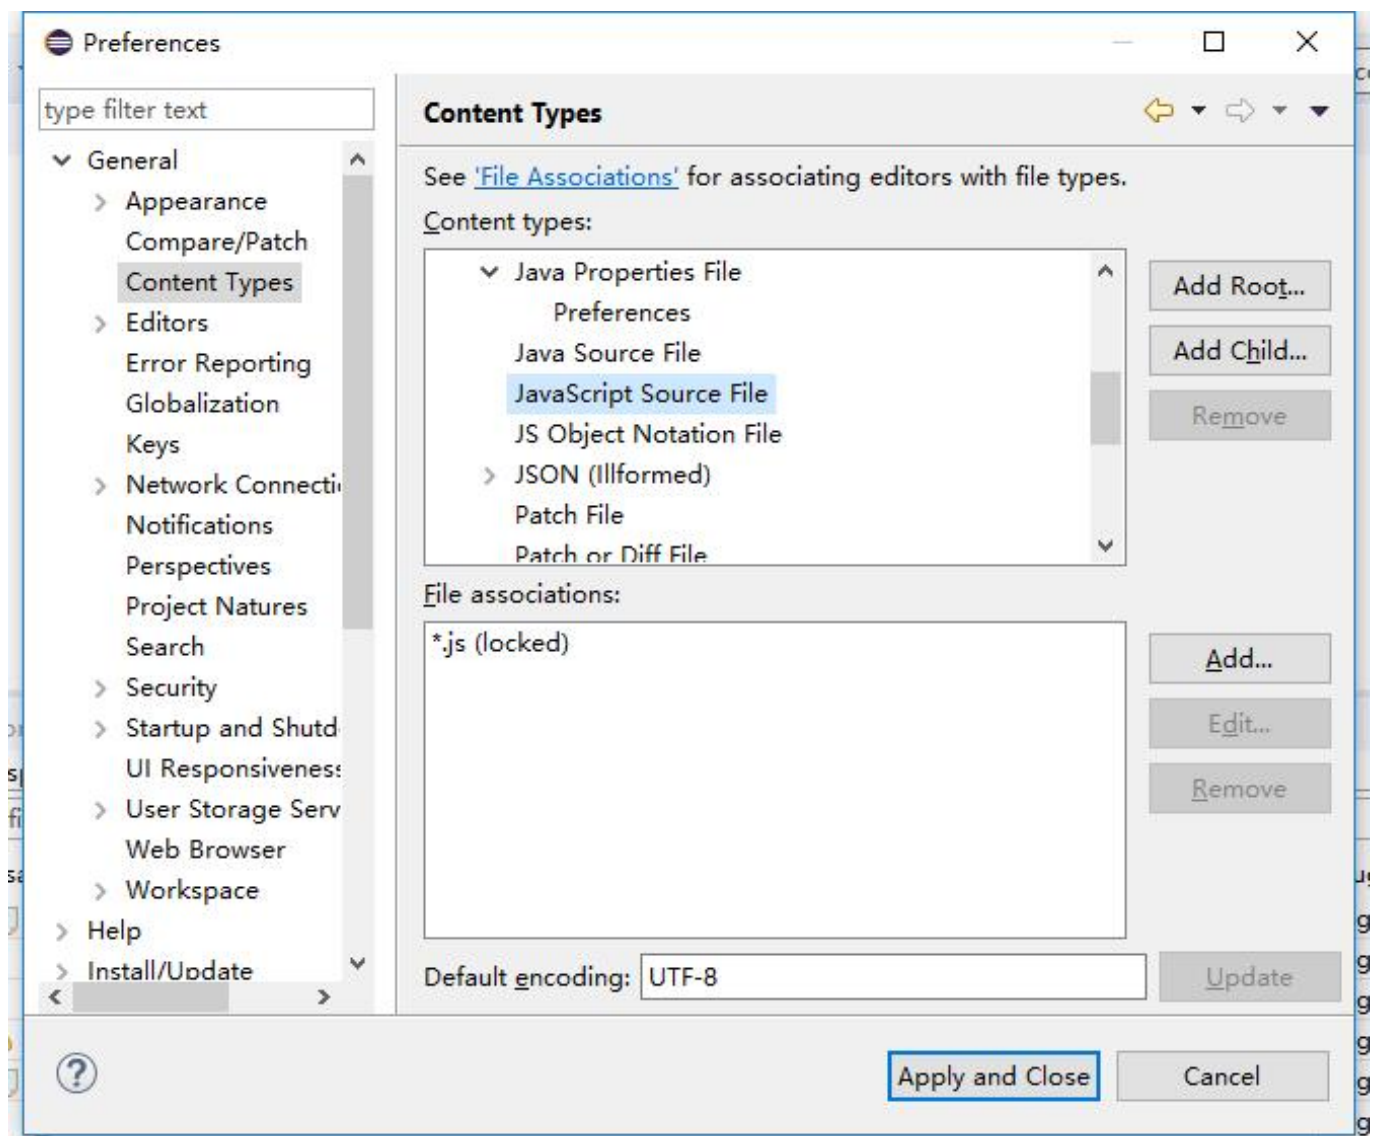 Preferences
type filter text
General
Appearance
Compare/Patch
Content Types
Editors
Error Reporting
Globalization
Keys
Network Connecti
Notifications
Perspectives
Project Natures
Search
Security
Startup and Shutd
UI Responsivenes
User Storage Serv
Web Browser
Workspace
Help
Install/Update
Content Types
See 'File Associations' for associating editors with file types.
Content types:
Java Properties File
Preferences
Java Source File
JavaScript Source File
JS Object Notation File
JSON (Illformed)
Patch File
Patch or Diff File
Add Root...
Add Child...
Remove
File associations:
*.js (locked)
Add...
Edit...
Remove
Default encoding: UTF-8
Update
Apply and Close
Cancel